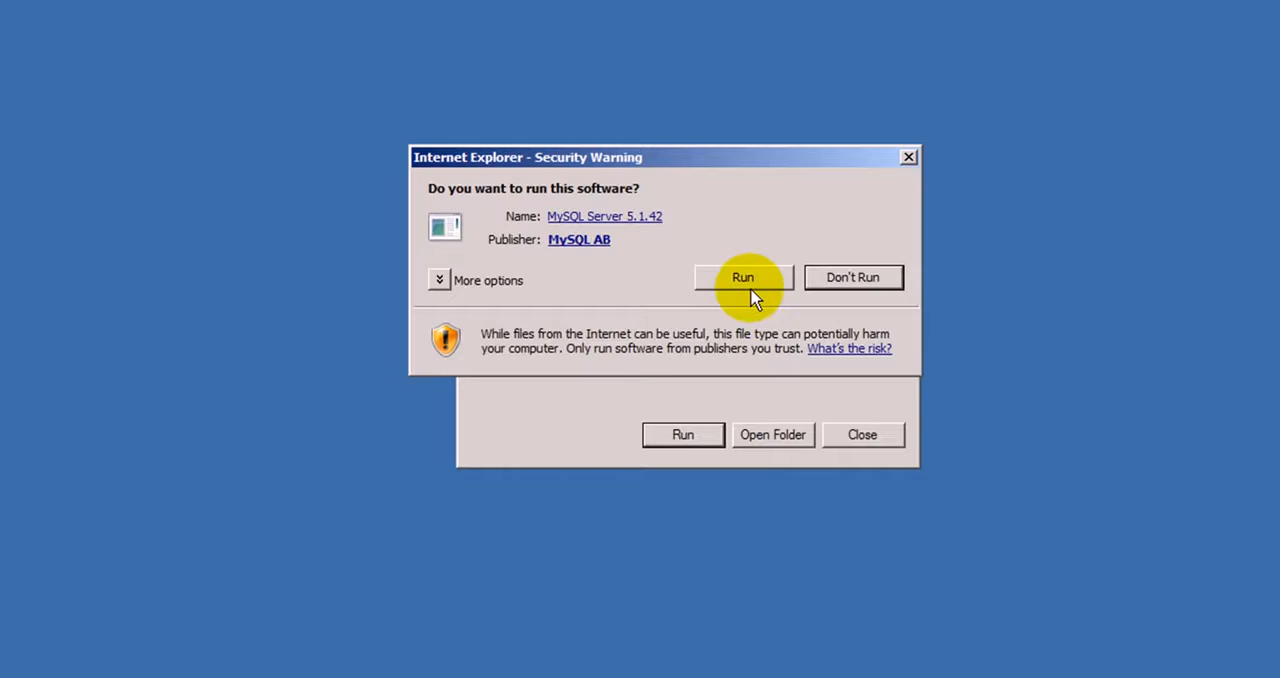 Internet Explorer - Security Warning
Do you want to run this software?
Name: MySQL Server 5.1.42
Publisher: MySQL AB
More options
Run
Don't Run
While files from the Internet can be useful, this file type can potentially harm
your computer. Only run software from publishers you trust. What's the risk?
Run
Open Folder
Close